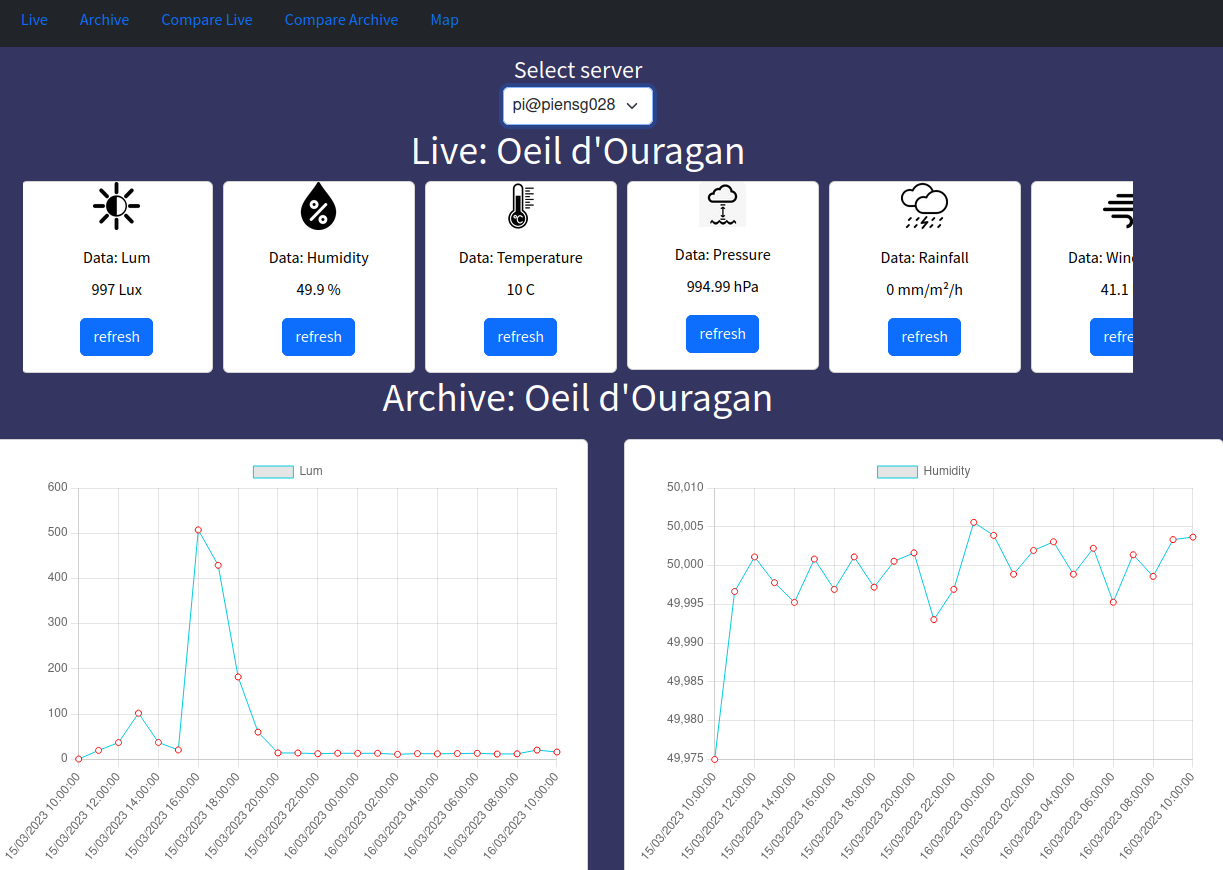 Live Archive Compare Live Compare Archive Map
Select server
pi@piensg028
Live: Oeil d'Ouragan
%
°C
Data: Lum
997 Lux
refresh
Data: Humidity
49.9 %
refresh
Data: Temperature
10 C
refresh
Data: Pressure
994.99 hPa
refresh
Data: Rainfall
0 mm/m²/h
refresh
Data: Win
41.1
refre
Archive: Oeil d'Ouragan
Lum
600
500
400
300
200
100
0
15/03/2023 10:00:00
15/03/2023 12:00:00
15/03/2023 14:00:00
15/03/2023 16:00:00
15/03/2023 18:00:00
15/03/2023 20:00:00
15/03/2023 22:00:00
16/03/2023 00:00:00
16/03/2023 02:00:00
16/03/2023 04:00:00
16/03/2023 06:00:00
16/03/2023 08:00:00
16/03/2023 10:00:00
Humidity
50,010
50,005
50,000
49,995
49,990
49,985
49,980
49,975
15/03/2023 10:00:00
15/03/2023 12:00:00
15/03/2023 14:00:00
15/03/2023 16:00:00
15/03/2023 18:00:00
15/03/2023 20:00:00
15/03/2023 22:00:00
16/03/2023 00:00:00
16/03/2023 02:00:00
16/03/2023 04:00:00
16/03/2023 06:00:00
16/03/2023 08:00:00
16/03/2023 10:00:00